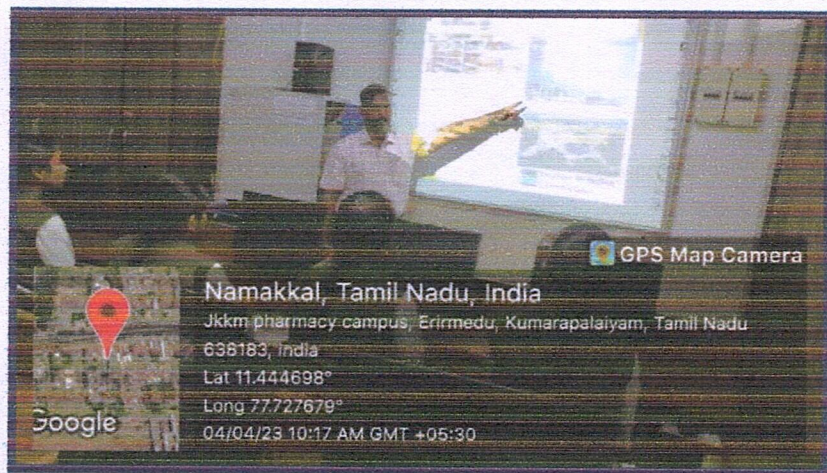 GPS Map Camera
Namakkal, Tamil Nadu, India
Jkkm pharmacy campus, Erirmedu, Kumarapalaiyam, Tamil Nadu
638183, India
Lat 11.444698°
Long 77.727679°
04/04/23 10:17 AM GMT +05:30
Google